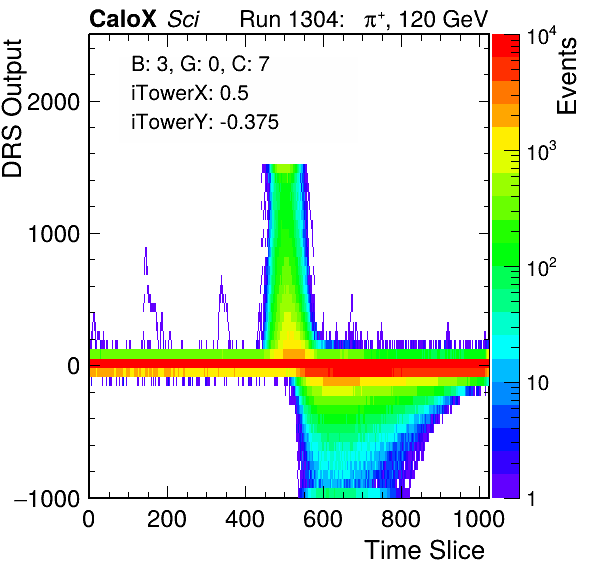 CaloX Sci Run 1304: π⁺, 120 GeV
B: 3, G: 0, C: 7
iTowerX: 0.5
iTowerY: -0.375
DRS Output
2000
1000
0
−1000
0 200 400 600 800 1000
Time Slice
Events
10⁴
10³
10²
10
1